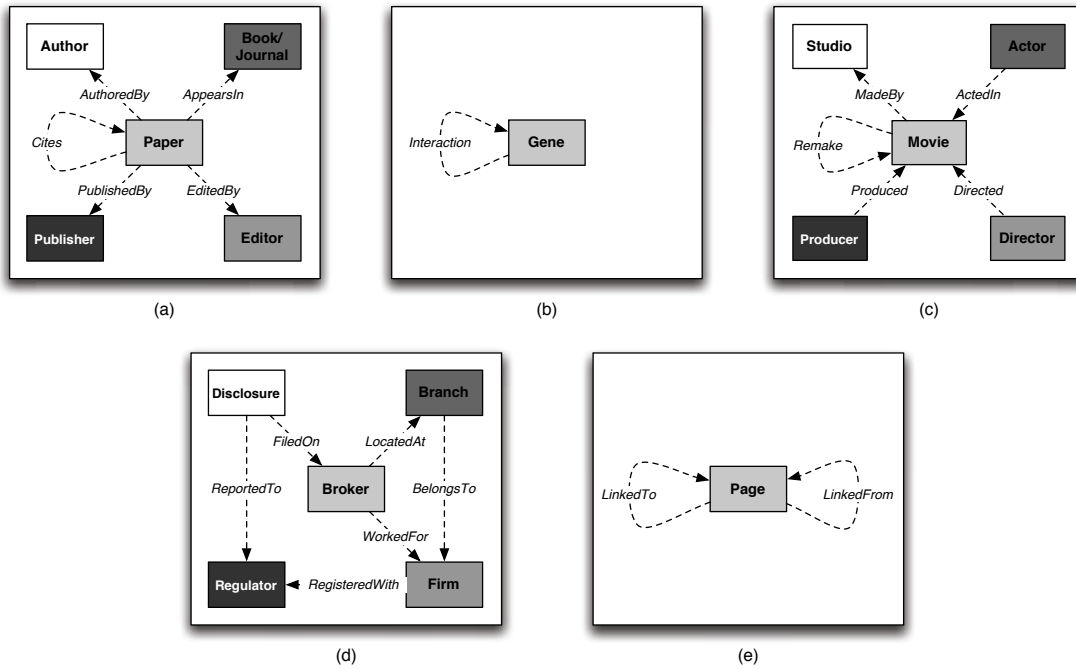 Author
Book/
Journal
AuthoredBy
AppearsIn
Cites
Paper
PublishedBy
EditedBy
Publisher
Editor
(a)
Interaction
Gene
(b)
Studio
Actor
MadeBy
ActedIn
Remake
Movie
Produced
Directed
Producer
Director
(c)
Disclosure
Branch
FiledOn
LocatedAt
ReportedTo
Broker
BelongsTo
WorkedFor
Regulator
RegisteredWith
Firm
(d)
LinkedTo
Page
LinkedFrom
(e)